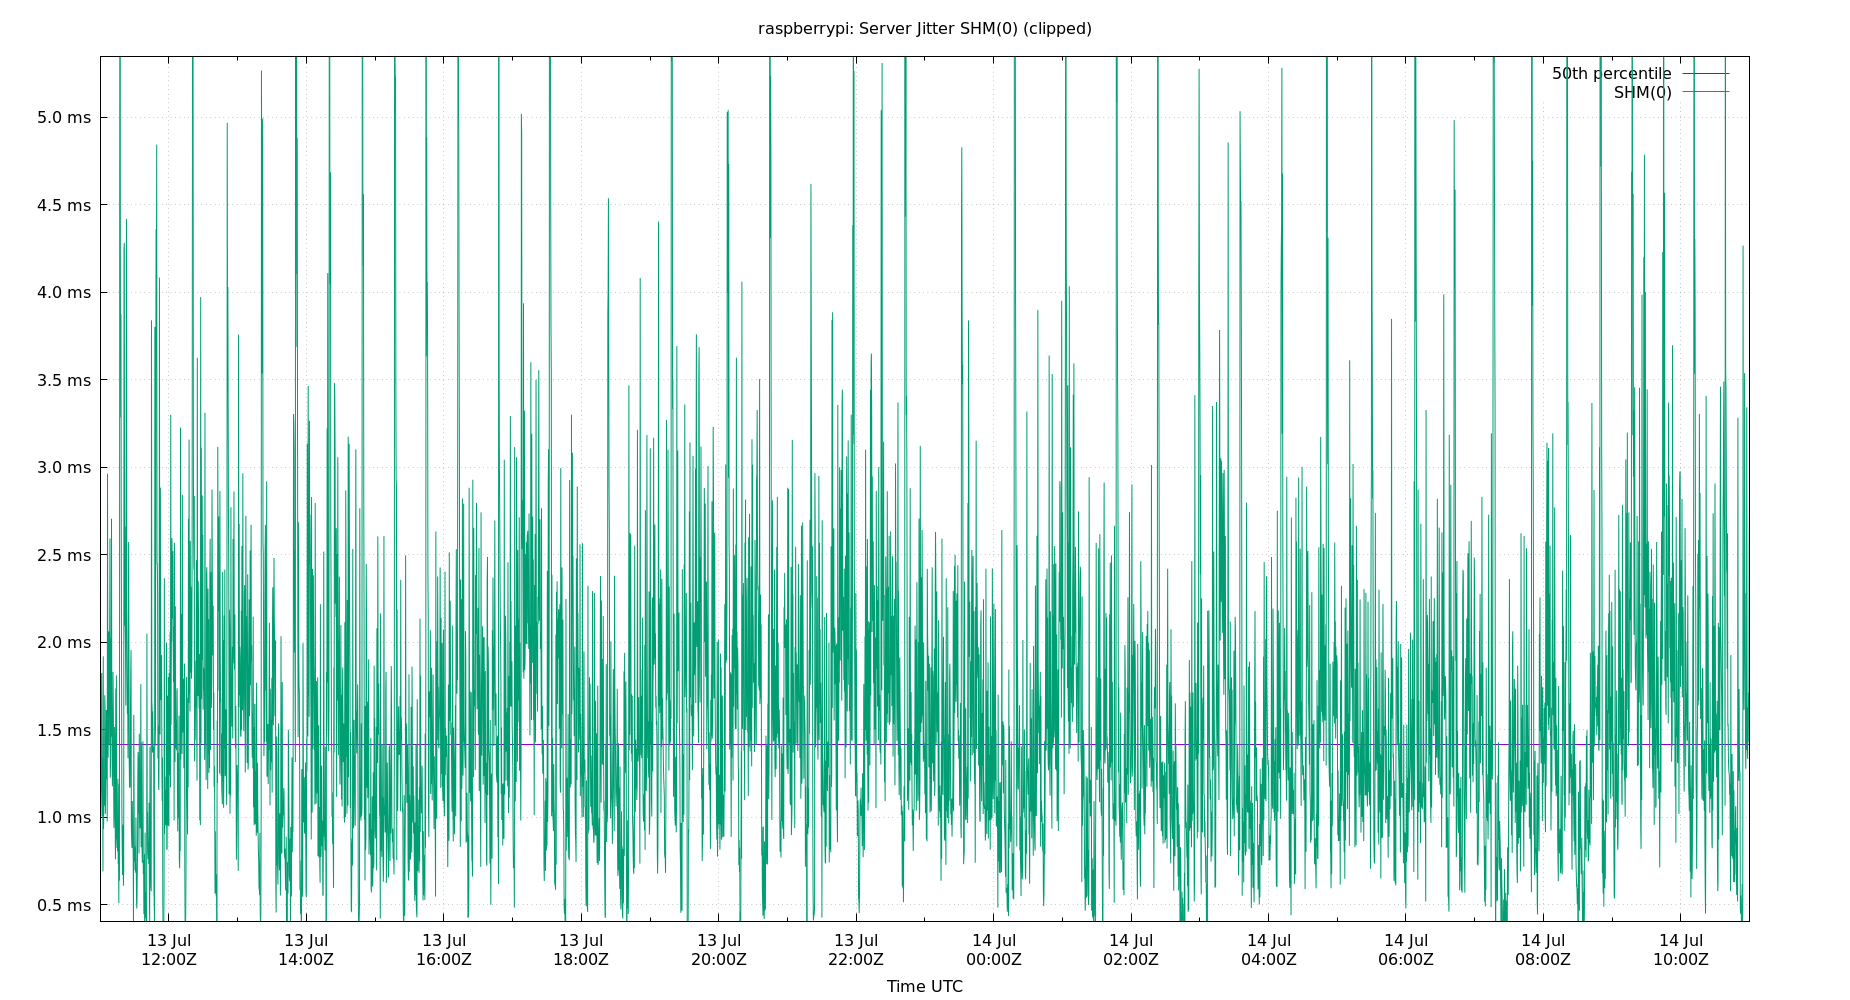 raspberrypi: Server Jitter SHM(0) (clipped)
50th percentile
SHM(0)
5.0 ms
4.5 ms
4.0 ms
3.5 ms
3.0 ms
2.5 ms
2.0 ms
1.5 ms
1.0 ms
0.5 ms
13 Jul 13 Jul 13 Jul 13 Jul 13 Jul 13 Jul 14 Jul 14 Jul 14 Jul 14 Jul 14 Jul 14 Jul
12:00Z 14:00Z 16:00Z 18:00Z 20:00Z 22:00Z 00:00Z 02:00Z 04:00Z 06:00Z 08:00Z 10:00Z
Time UTC